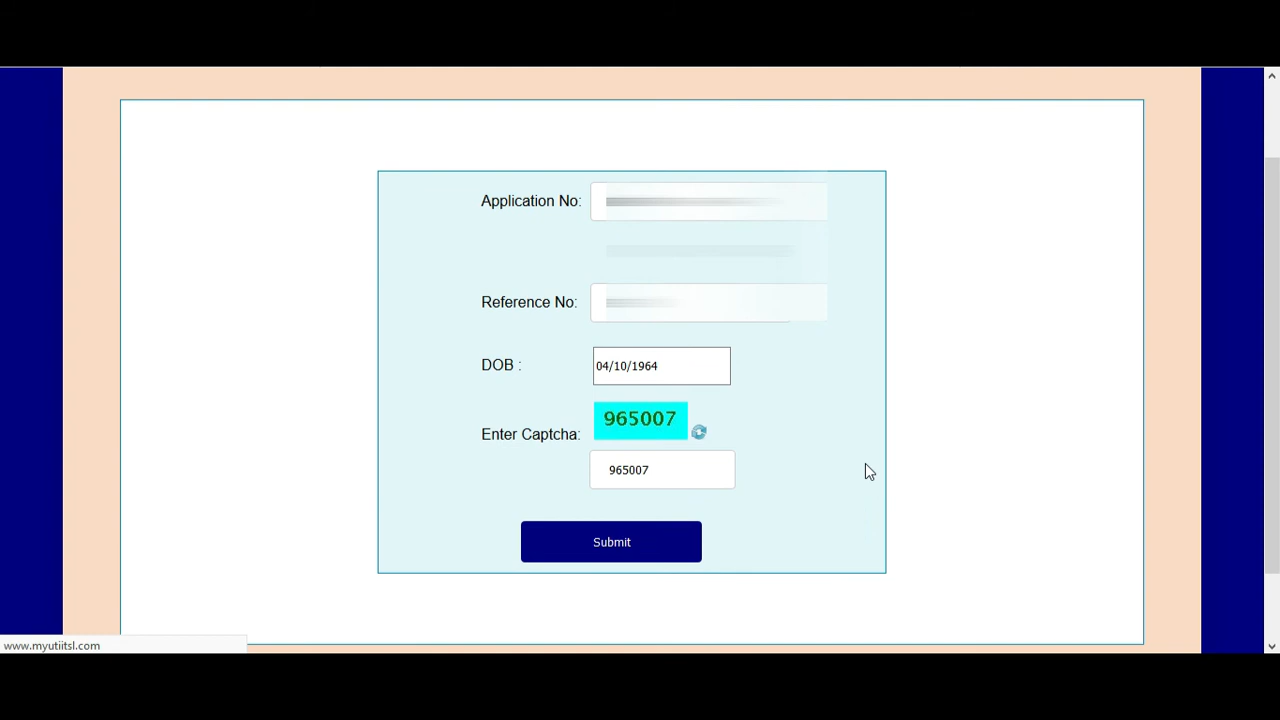 Application No:
Reference No:
DOB :
04/10/1964
965007
Enter Captcha:
965007
Submit
www.myutiitsl.com